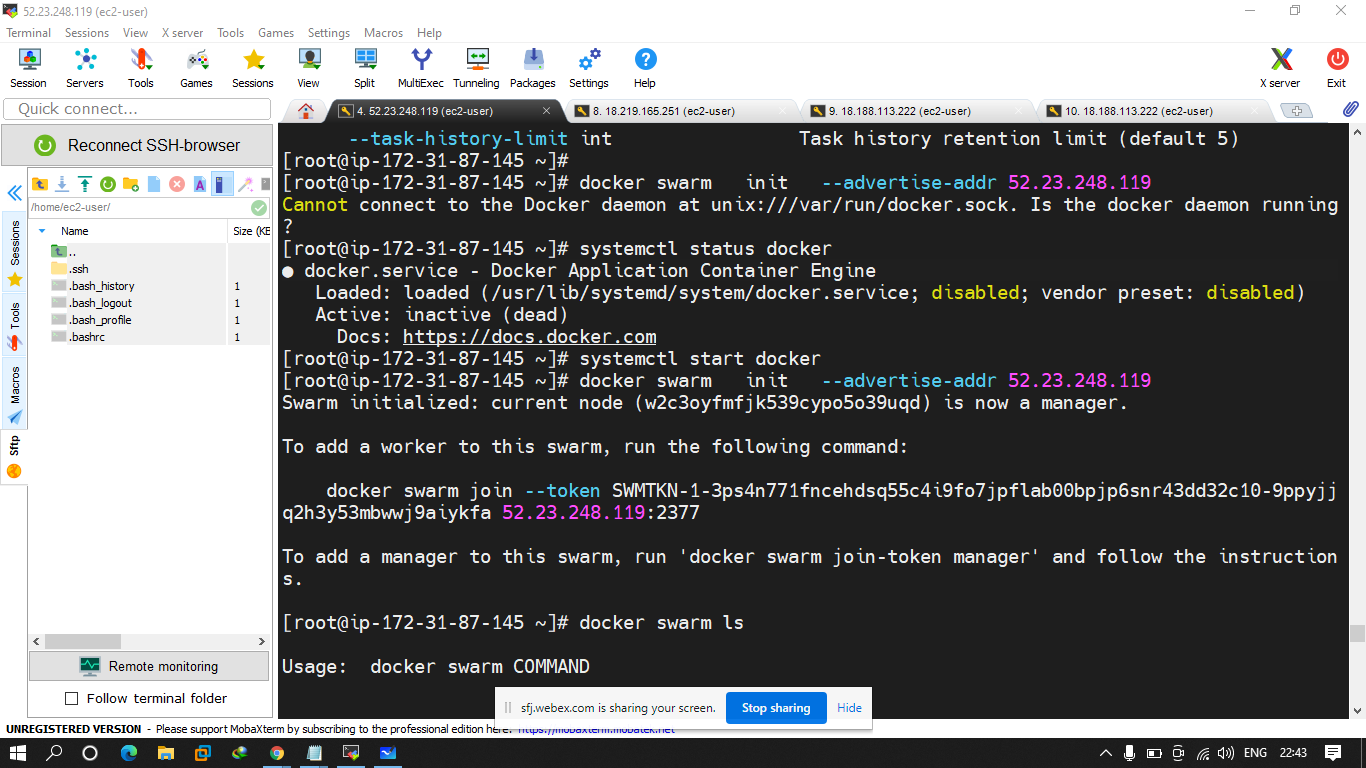 52.23.248.119 (ec2-user)
Terminal Sessions View X server Tools Games Settings Macros Help
Session Servers Tools Games Sessions View Split MultiExec Tunneling Packages Settings Help X server Exit
Quick connect...
4. 52.23.248.119 (ec2-user)
8. 18.219.165.251 (ec2-user)
9. 18.188.113.222 (ec2-user)
10. 18.188.113.222 (ec2-user)
Reconnect SSH-browser
/home/ec2-user/
Name Size (KB
..
.ssh
.bash_history 1
.bash_logout 1
.bash_profile 1
.bashrc 1
Sessions
Tools
Macros
Sftp
Remote monitoring
Follow terminal folder
--task-history-limit int Task history retention limit (default 5)
[root@ip-172-31-87-145 ~]#
[root@ip-172-31-87-145 ~]# docker swarm init --advertise-addr 52.23.248.119
Cannot connect to the Docker daemon at unix:///var/run/docker.sock. Is the docker daemon running
?
[root@ip-172-31-87-145 ~]# systemctl status docker
● docker.service - Docker Application Container Engine
Loaded: loaded (/usr/lib/systemd/system/docker.service; disabled; vendor preset: disabled)
Active: inactive (dead)
Docs: https://docs.docker.com
[root@ip-172-31-87-145 ~]# systemctl start docker
[root@ip-172-31-87-145 ~]# docker swarm init --advertise-addr 52.23.248.119
Swarm initialized: current node (w2c3oyfmfjk539cypo5o39uqd) is now a manager.
To add a worker to this swarm, run the following command:
docker swarm join --token SWMTKN-1-3ps4n771fncehdsq55c4i9fo7jpflab00bpjp6snr43dd32c10-9ppyjj
q2h3y53mbwwj9aiykfa 52.23.248.119:2377
To add a manager to this swarm, run 'docker swarm join-token manager' and follow the instruction
s.
[root@ip-172-31-87-145 ~]# docker swarm ls
Usage: docker swarm COMMAND
sfj.webex.com is sharing your screen. Stop sharing Hide
UNREGISTERED VERSION - Please support MobaXterm by subscribing to the professional edition here: https://mobaxterm.mobatek.net
ENG 22:43